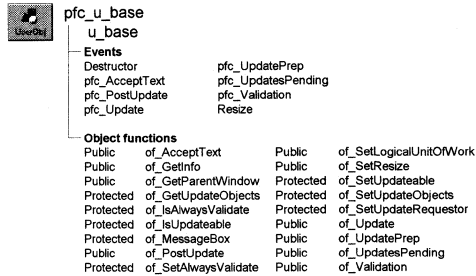 UserObj
pfc_u_base
u_base
Events
Destructor pfc_UpdatePrep
pfc_AcceptText pfc_UpdatesPending
pfc_PostUpdate pfc_Validation
pfc_Update Resize
Object functions
Public of_AcceptText Public of_SetLogicalUnitOfWork
Public of_GetInfo Public of_SetResize
Public of_GetParentWindow Protected of_SetUpdateable
Protected of_GetUpdateObjects Protected of_SetUpdateObjects
Protected of_IsAlwaysValidate Protected of_SetUpdateRequestor
Protected of_IsUpdateable Public of_Update
Protected of_MessageBox Public of_UpdatePrep
Public of_PostUpdate Public of_UpdatesPending
Protected of_SetAlwaysValidate Public of_Validation